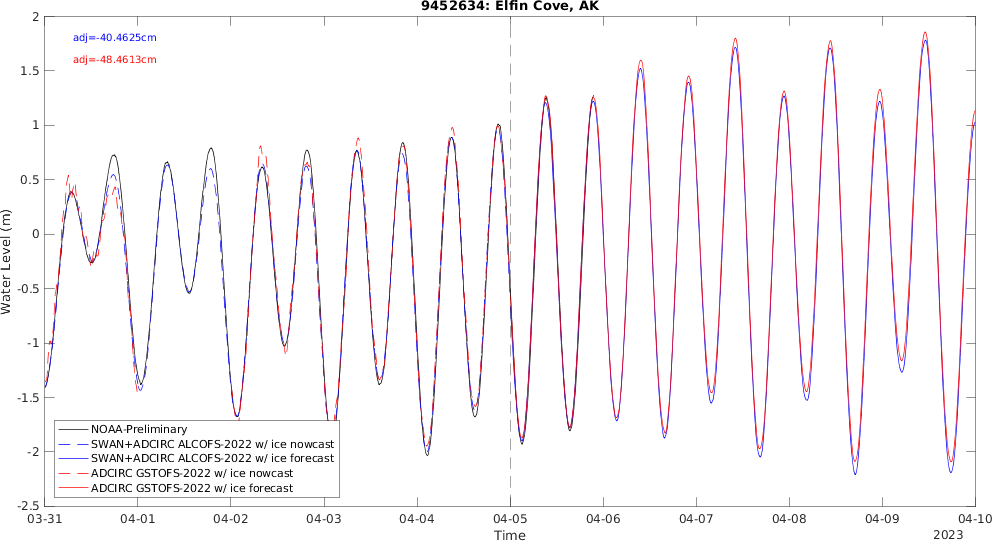 9452634: Elfin Cove, AK
adj=-40.4625cm
adj=-48.4613cm
Water Level (m)
2
1.5
1
0.5
0
-0.5
-1
-1.5
-2
-2.5
NOAA-Preliminary
SWAN+ADCIRC ALCOFS-2022 w/ ice nowcast
SWAN+ADCIRC ALCOFS-2022 w/ ice forecast
ADCIRC GSTOFS-2022 w/ ice nowcast
ADCIRC GSTOFS-2022 w/ ice forecast
03-31 04-01 04-02 04-03 04-04 04-05 04-06 04-07 04-08 04-09 04-10
Time
2023